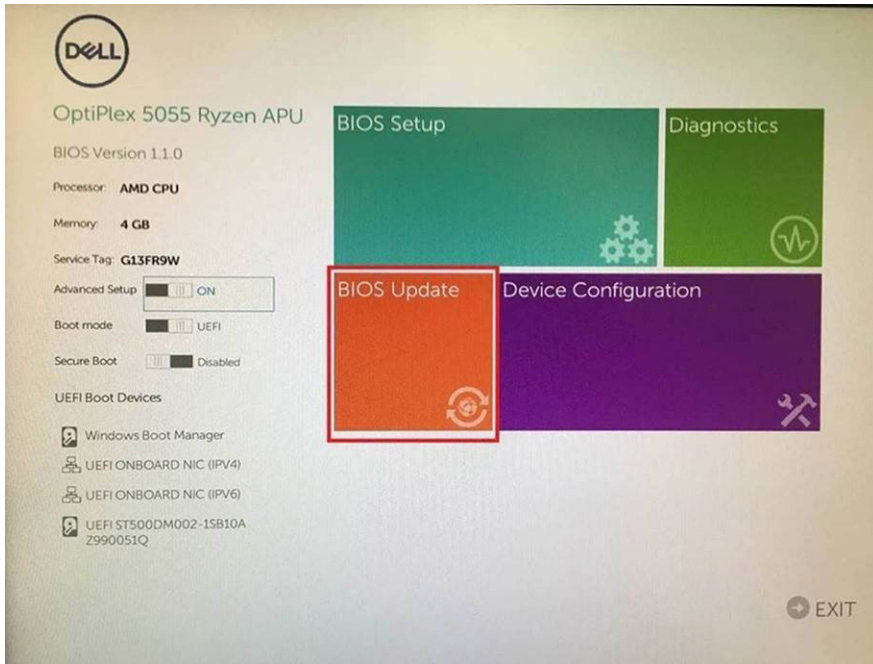 DELL
OptiPlex 5055 Ryzen APU
BIOS Version 1.1.0
Processor: AMD CPU
Memory: 4 GB
Service Tag: G13FR9W
Advanced Setup ON
Boot mode UEFI
Secure Boot Disabled
UEFI Boot Devices
Windows Boot Manager
UEFI ONBOARD NIC (IPV4)
UEFI ONBOARD NIC (IPV6)
UEFI ST500DM002-1SB10A
Z990051Q
BIOS Setup
Diagnostics
BIOS Update
Device Configuration
EXIT